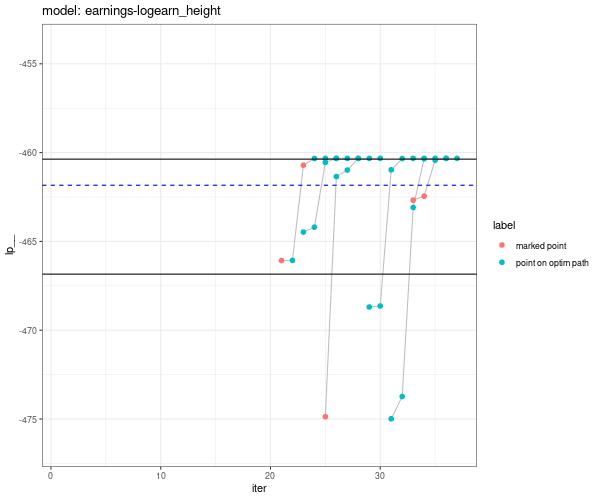 model: earnings-logearn_height
-455
-460
-465
-470
-475
lp__
0
10
20
30
iter
label
marked point
point on optim path